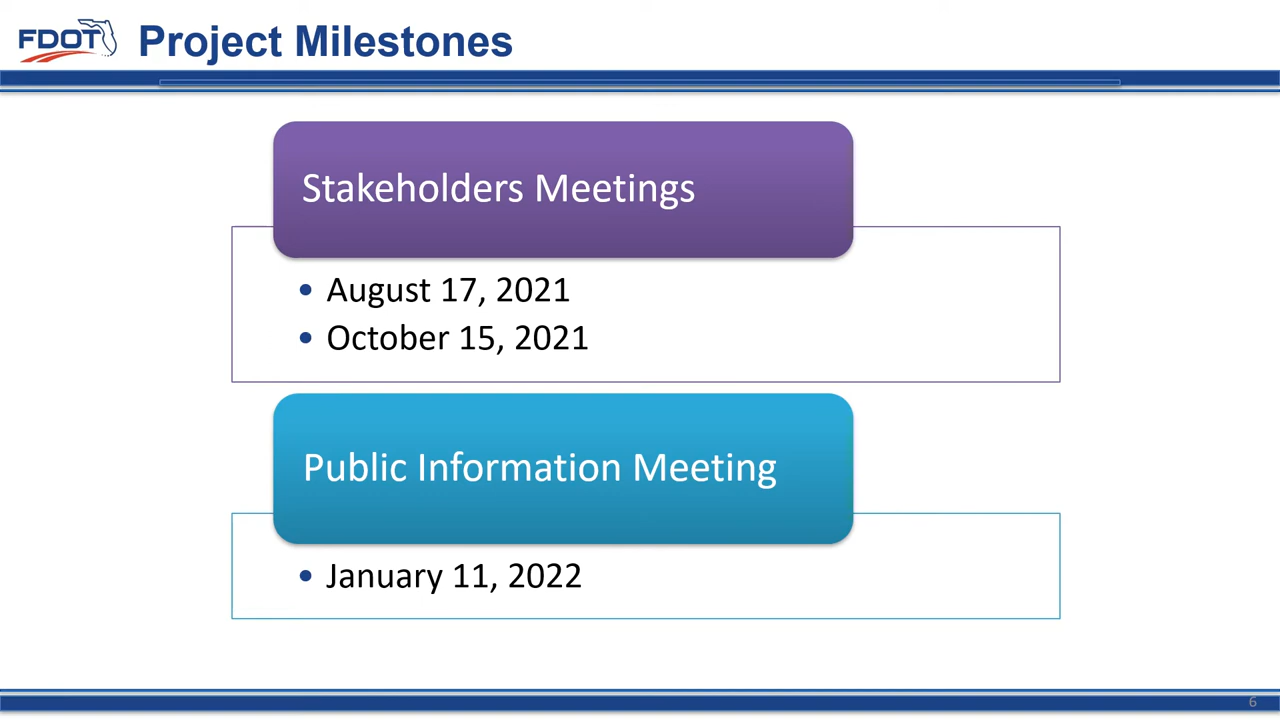 FDOT
Project Milestones
Stakeholders Meetings
• August 17, 2021
• October 15, 2021
Public Information Meeting
• January 11, 2022
6